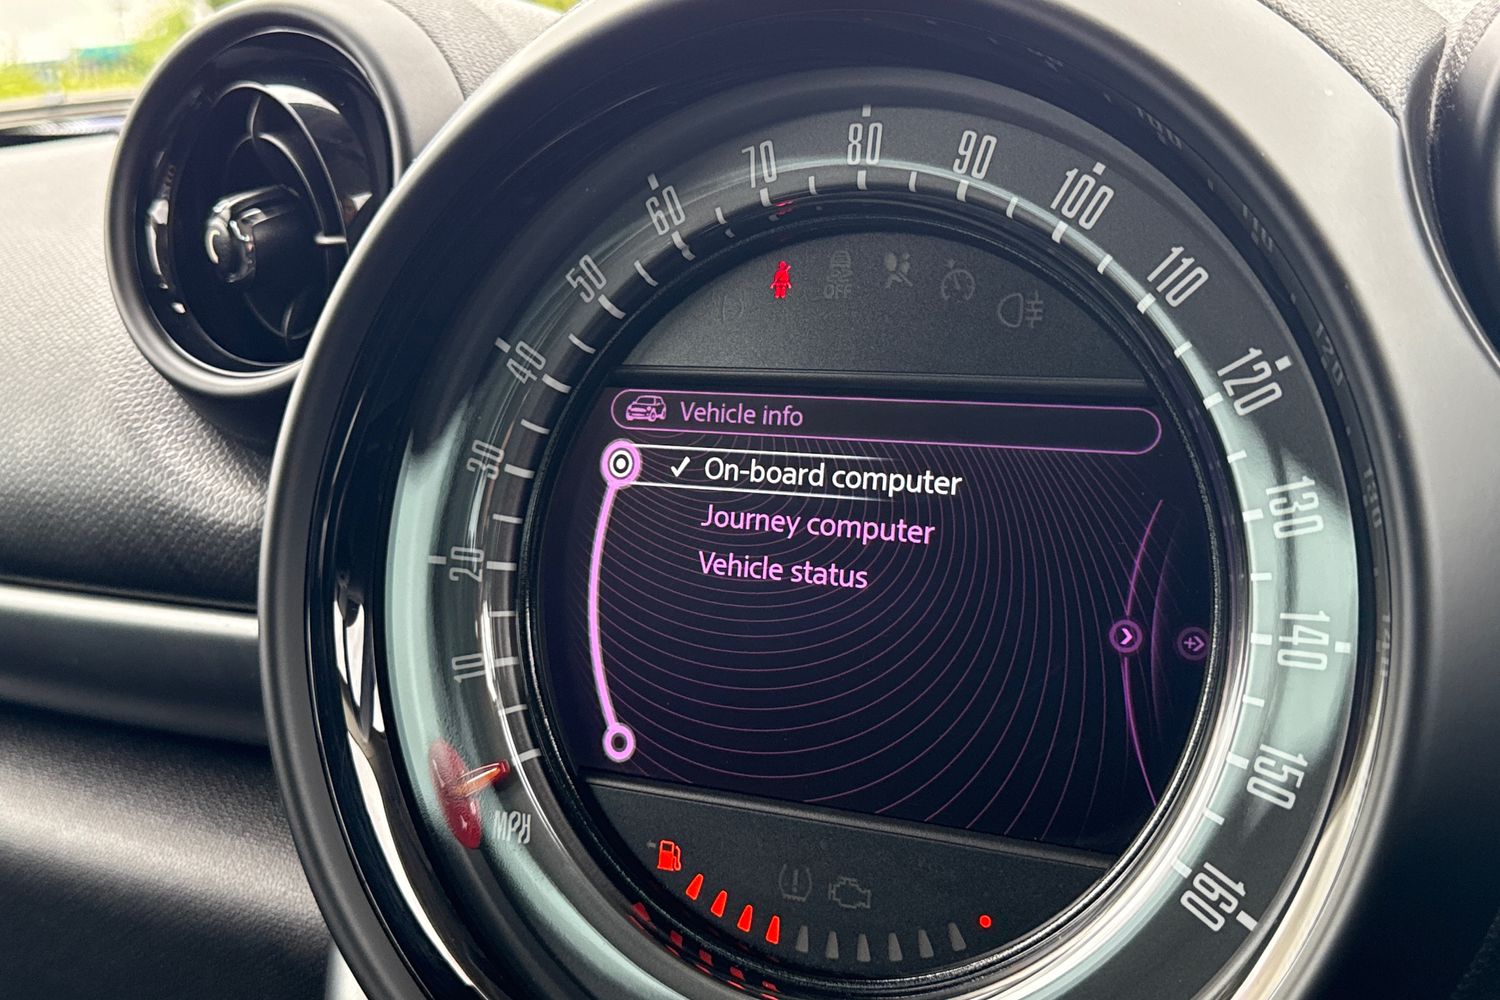 10
20
30
40
50
60
70
80
90
100
110
120
130
140
150
160
OFF
Vehicle info
On-board computer
Journey computer
Vehicle status
MPH